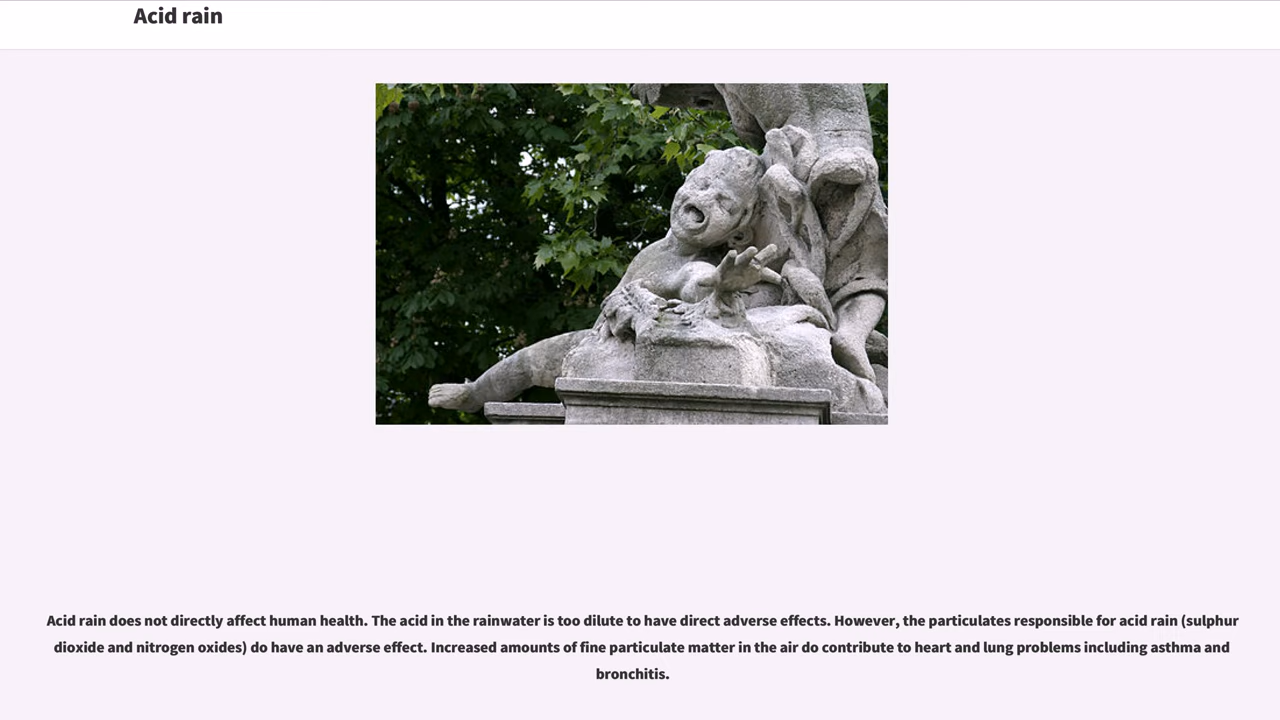 Acid rain
Acid rain does not directly affect human health. The acid in the rainwater is too dilute to have direct adverse effects. However, the particulates responsible for acid rain (sulphur
dioxide and nitrogen oxides) do have an adverse effect. Increased amounts of fine particulate matter in the air do contribute to heart and lung problems including asthma and
bronchitis.